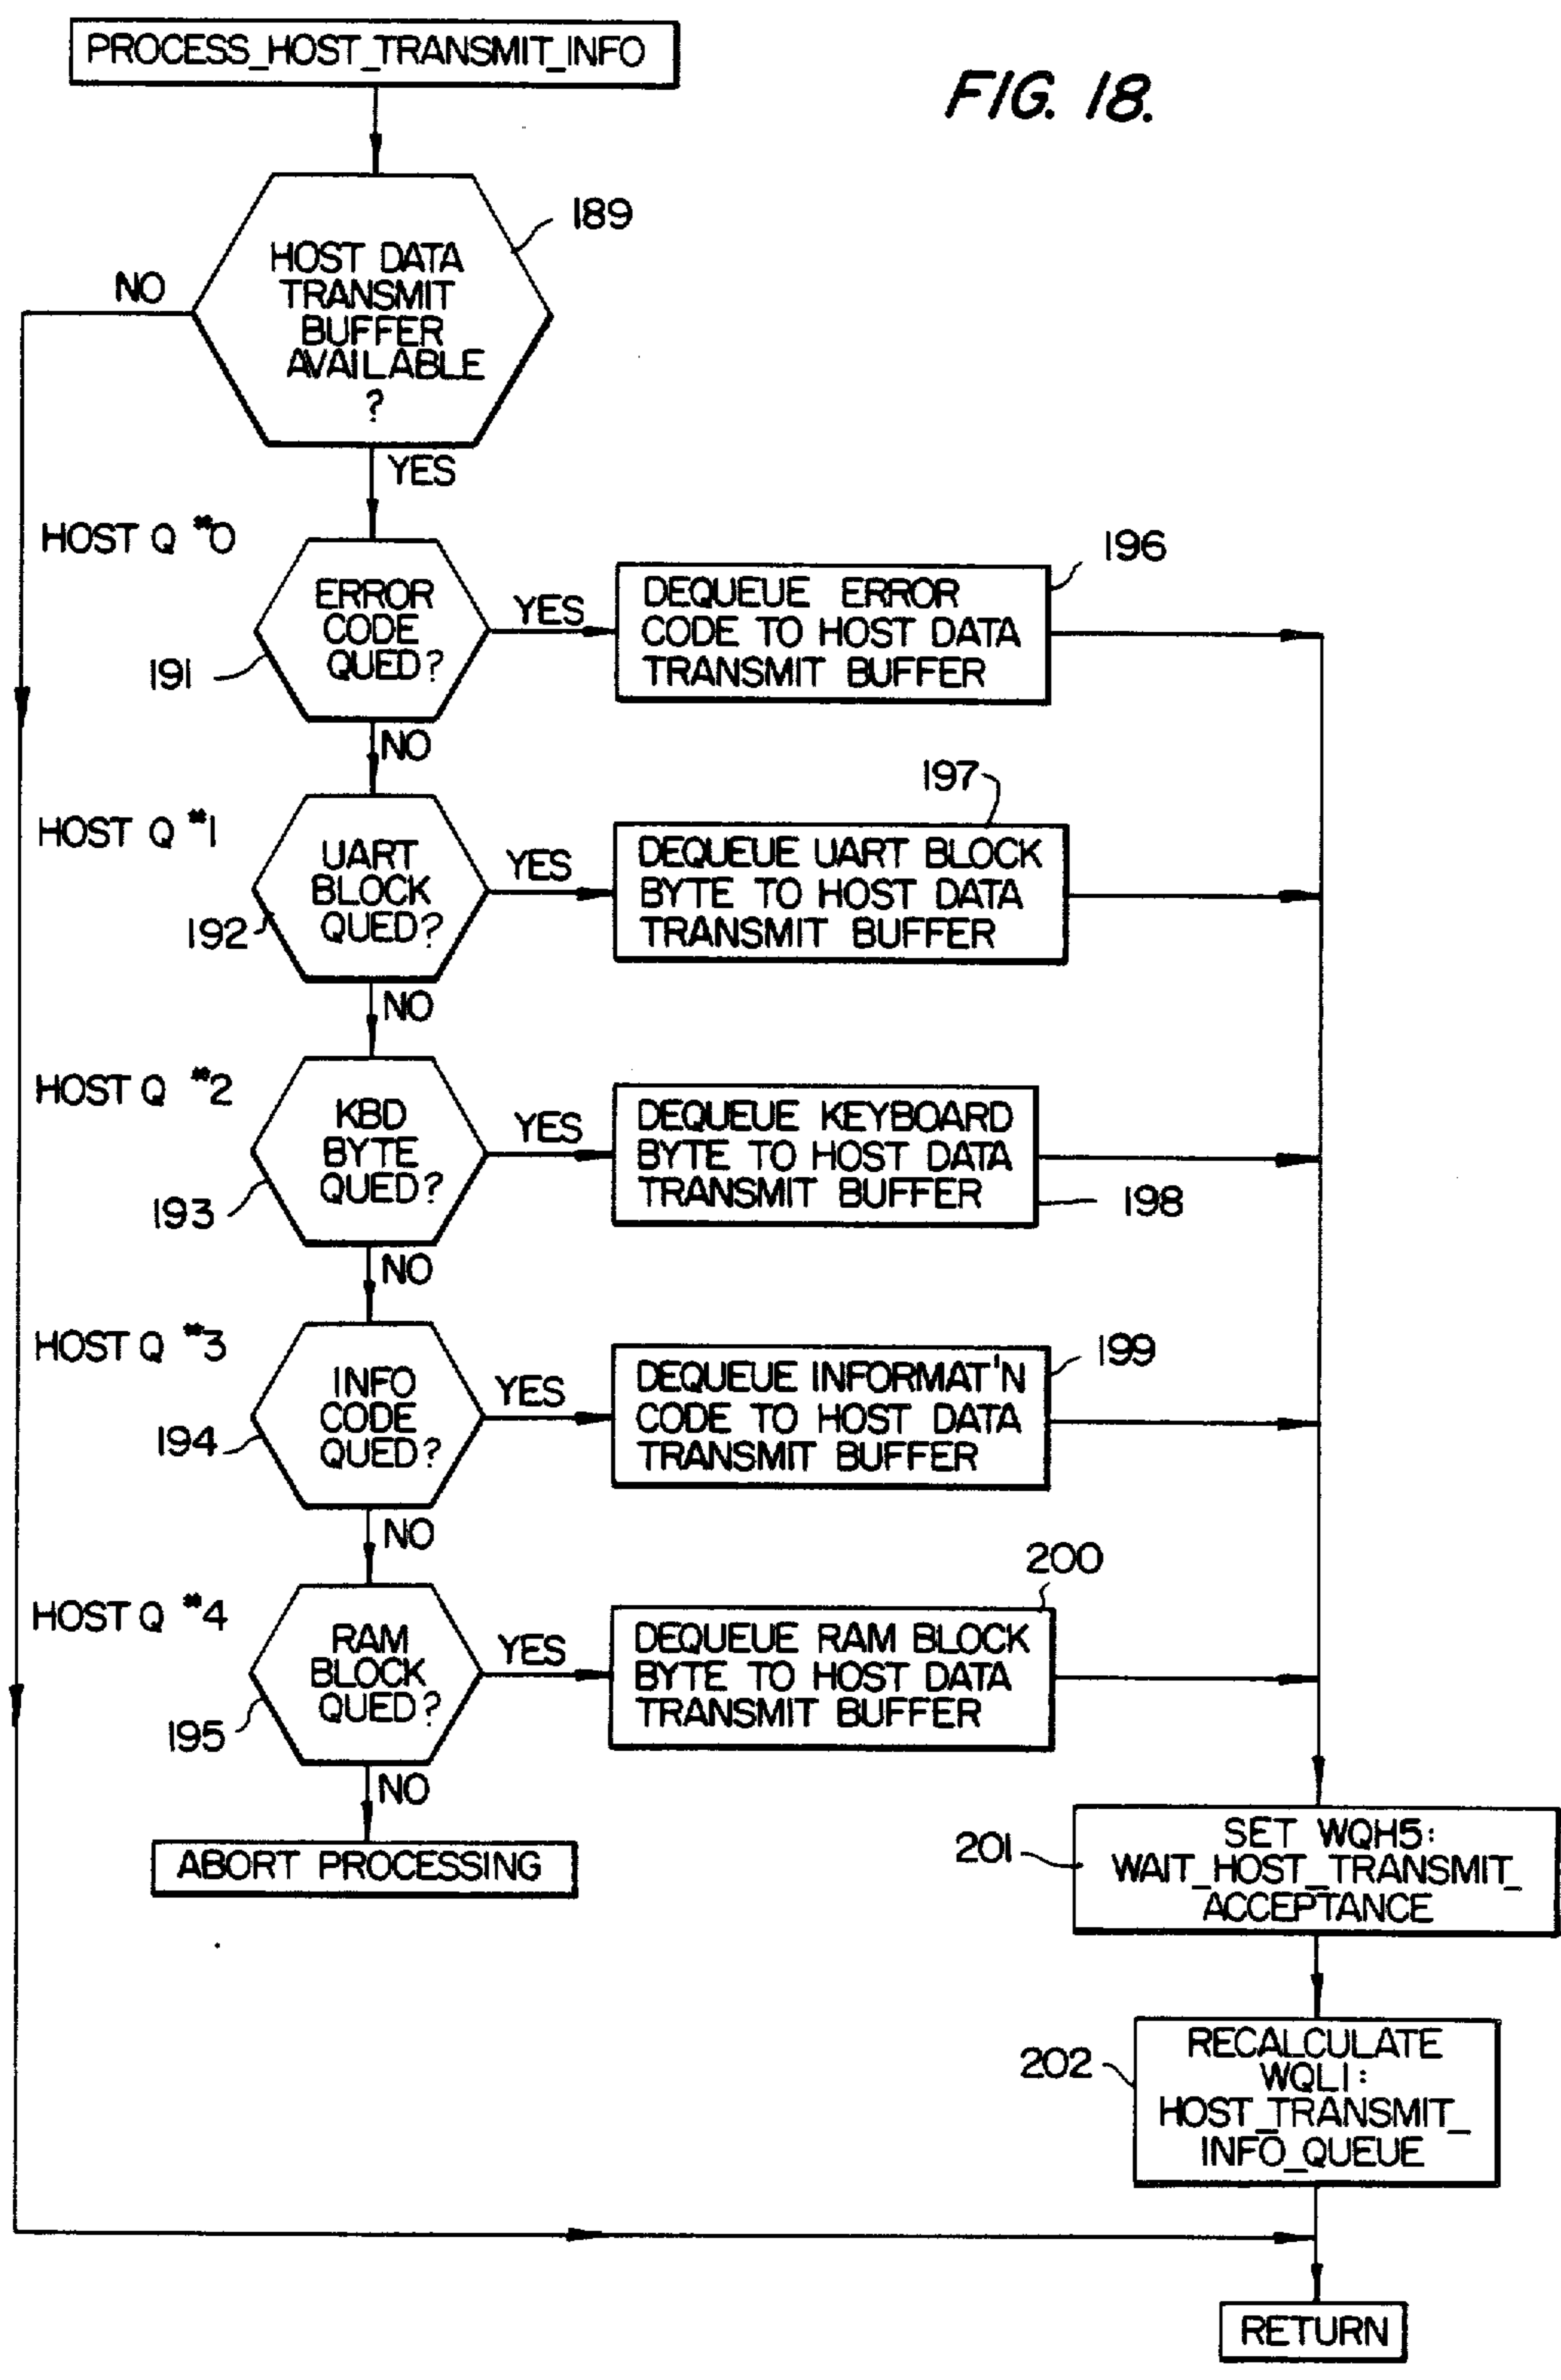 PROCESS_HOST_TRANSMIT_INFO
FIG. 18.
189
HOST DATA
TRANSMIT
BUFFER
AVAILABLE
?
NO
YES
HOST Q #0
ERROR
CODE
QUED?
191
YES
DEQUEUE ERROR
CODE TO HOST DATA
TRANSMIT BUFFER
196
NO
HOST Q #1
UART
BLOCK
QUED?
192
YES
DEQUEUE UART BLOCK
BYTE TO HOST DATA
TRANSMIT BUFFER
197
NO
HOST Q #2
KBD
BYTE
QUED?
193
YES
DEQUEUE KEYBOARD
BYTE TO HOST DATA
TRANSMIT BUFFER
198
NO
HOST Q #3
INFO
CODE
QUED?
194
YES
DEQUEUE INFORMAT'N
CODE TO HOST DATA
TRANSMIT BUFFER
199
NO
HOST Q #4
RAM
BLOCK
QUED?
195
YES
DEQUEUE RAM BLOCK
BYTE TO HOST DATA
TRANSMIT BUFFER
200
NO
ABORT PROCESSING
201
SET WQH5:
WAIT_HOST_TRANSMIT_
ACCEPTANCE
202
RECALCULATE
WQL1:
HOST_TRANSMIT_
INFO_QUEUE
RETURN